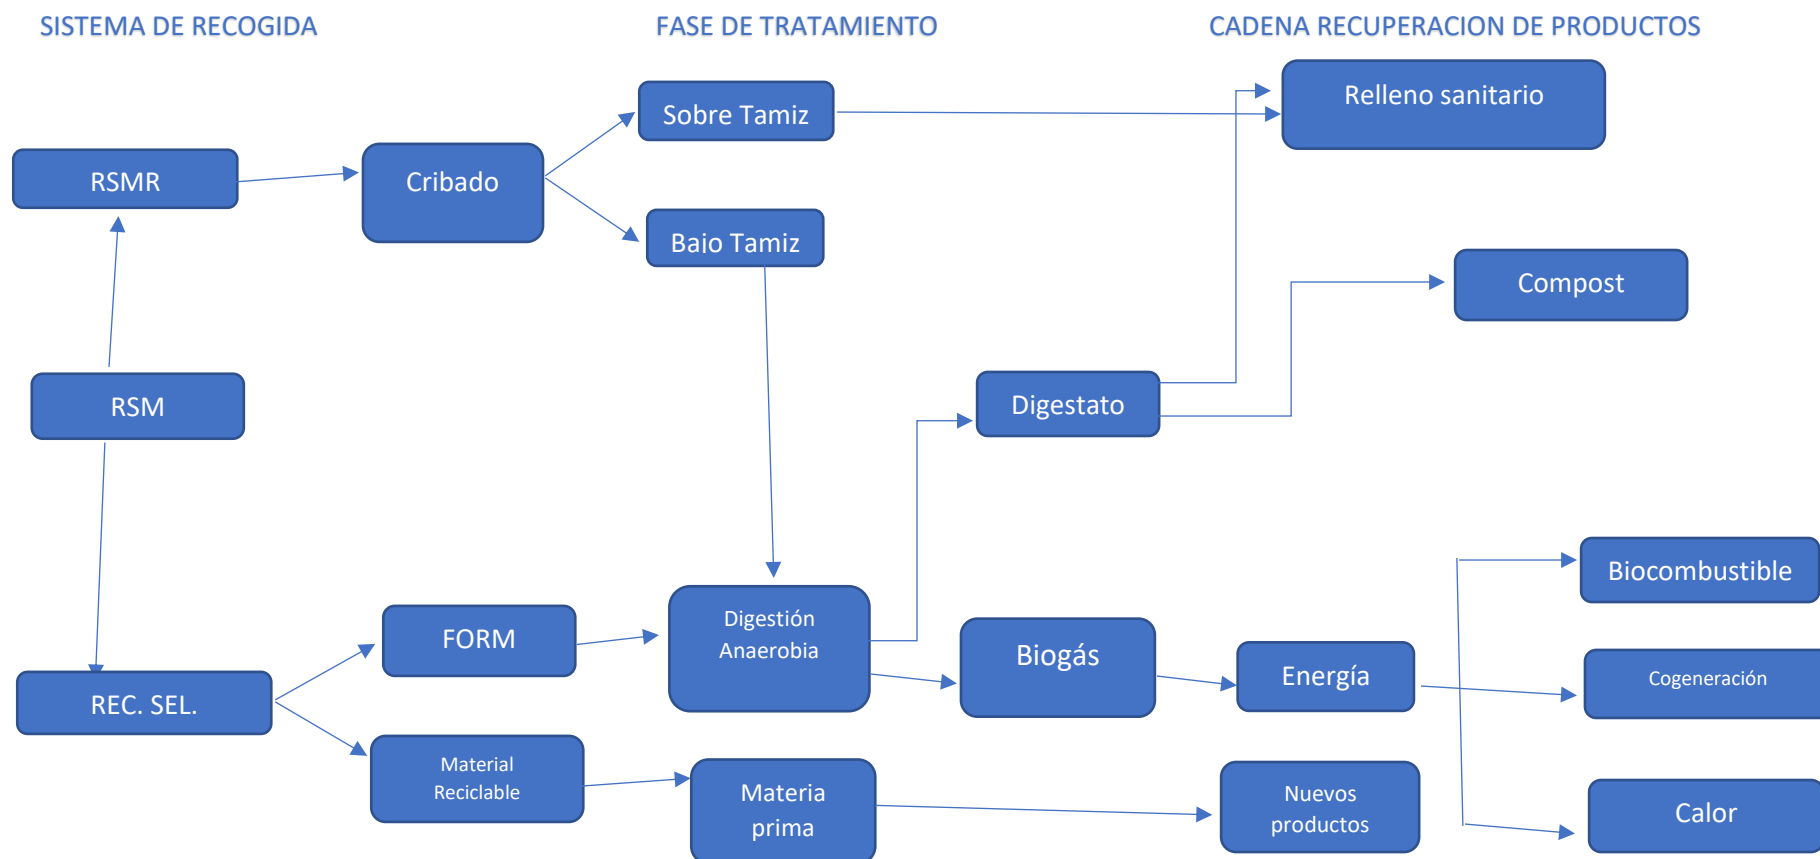 SISTEMA DE RECOGIDA
FASE DE TRATAMIENTO
CADENA RECUPERACION DE PRODUCTOS
Sobre Tamiz
Relleno sanitario
RSMR
Cribado
Bajo Tamiz
Compost
RSM
Digestato
Biocombustible
FORM
Digestión
Anaerobia
Biogás
Energía
Cogeneración
REC. SEL.
Material
Reciclable
Materia
prima
Nuevos
productos
Calor